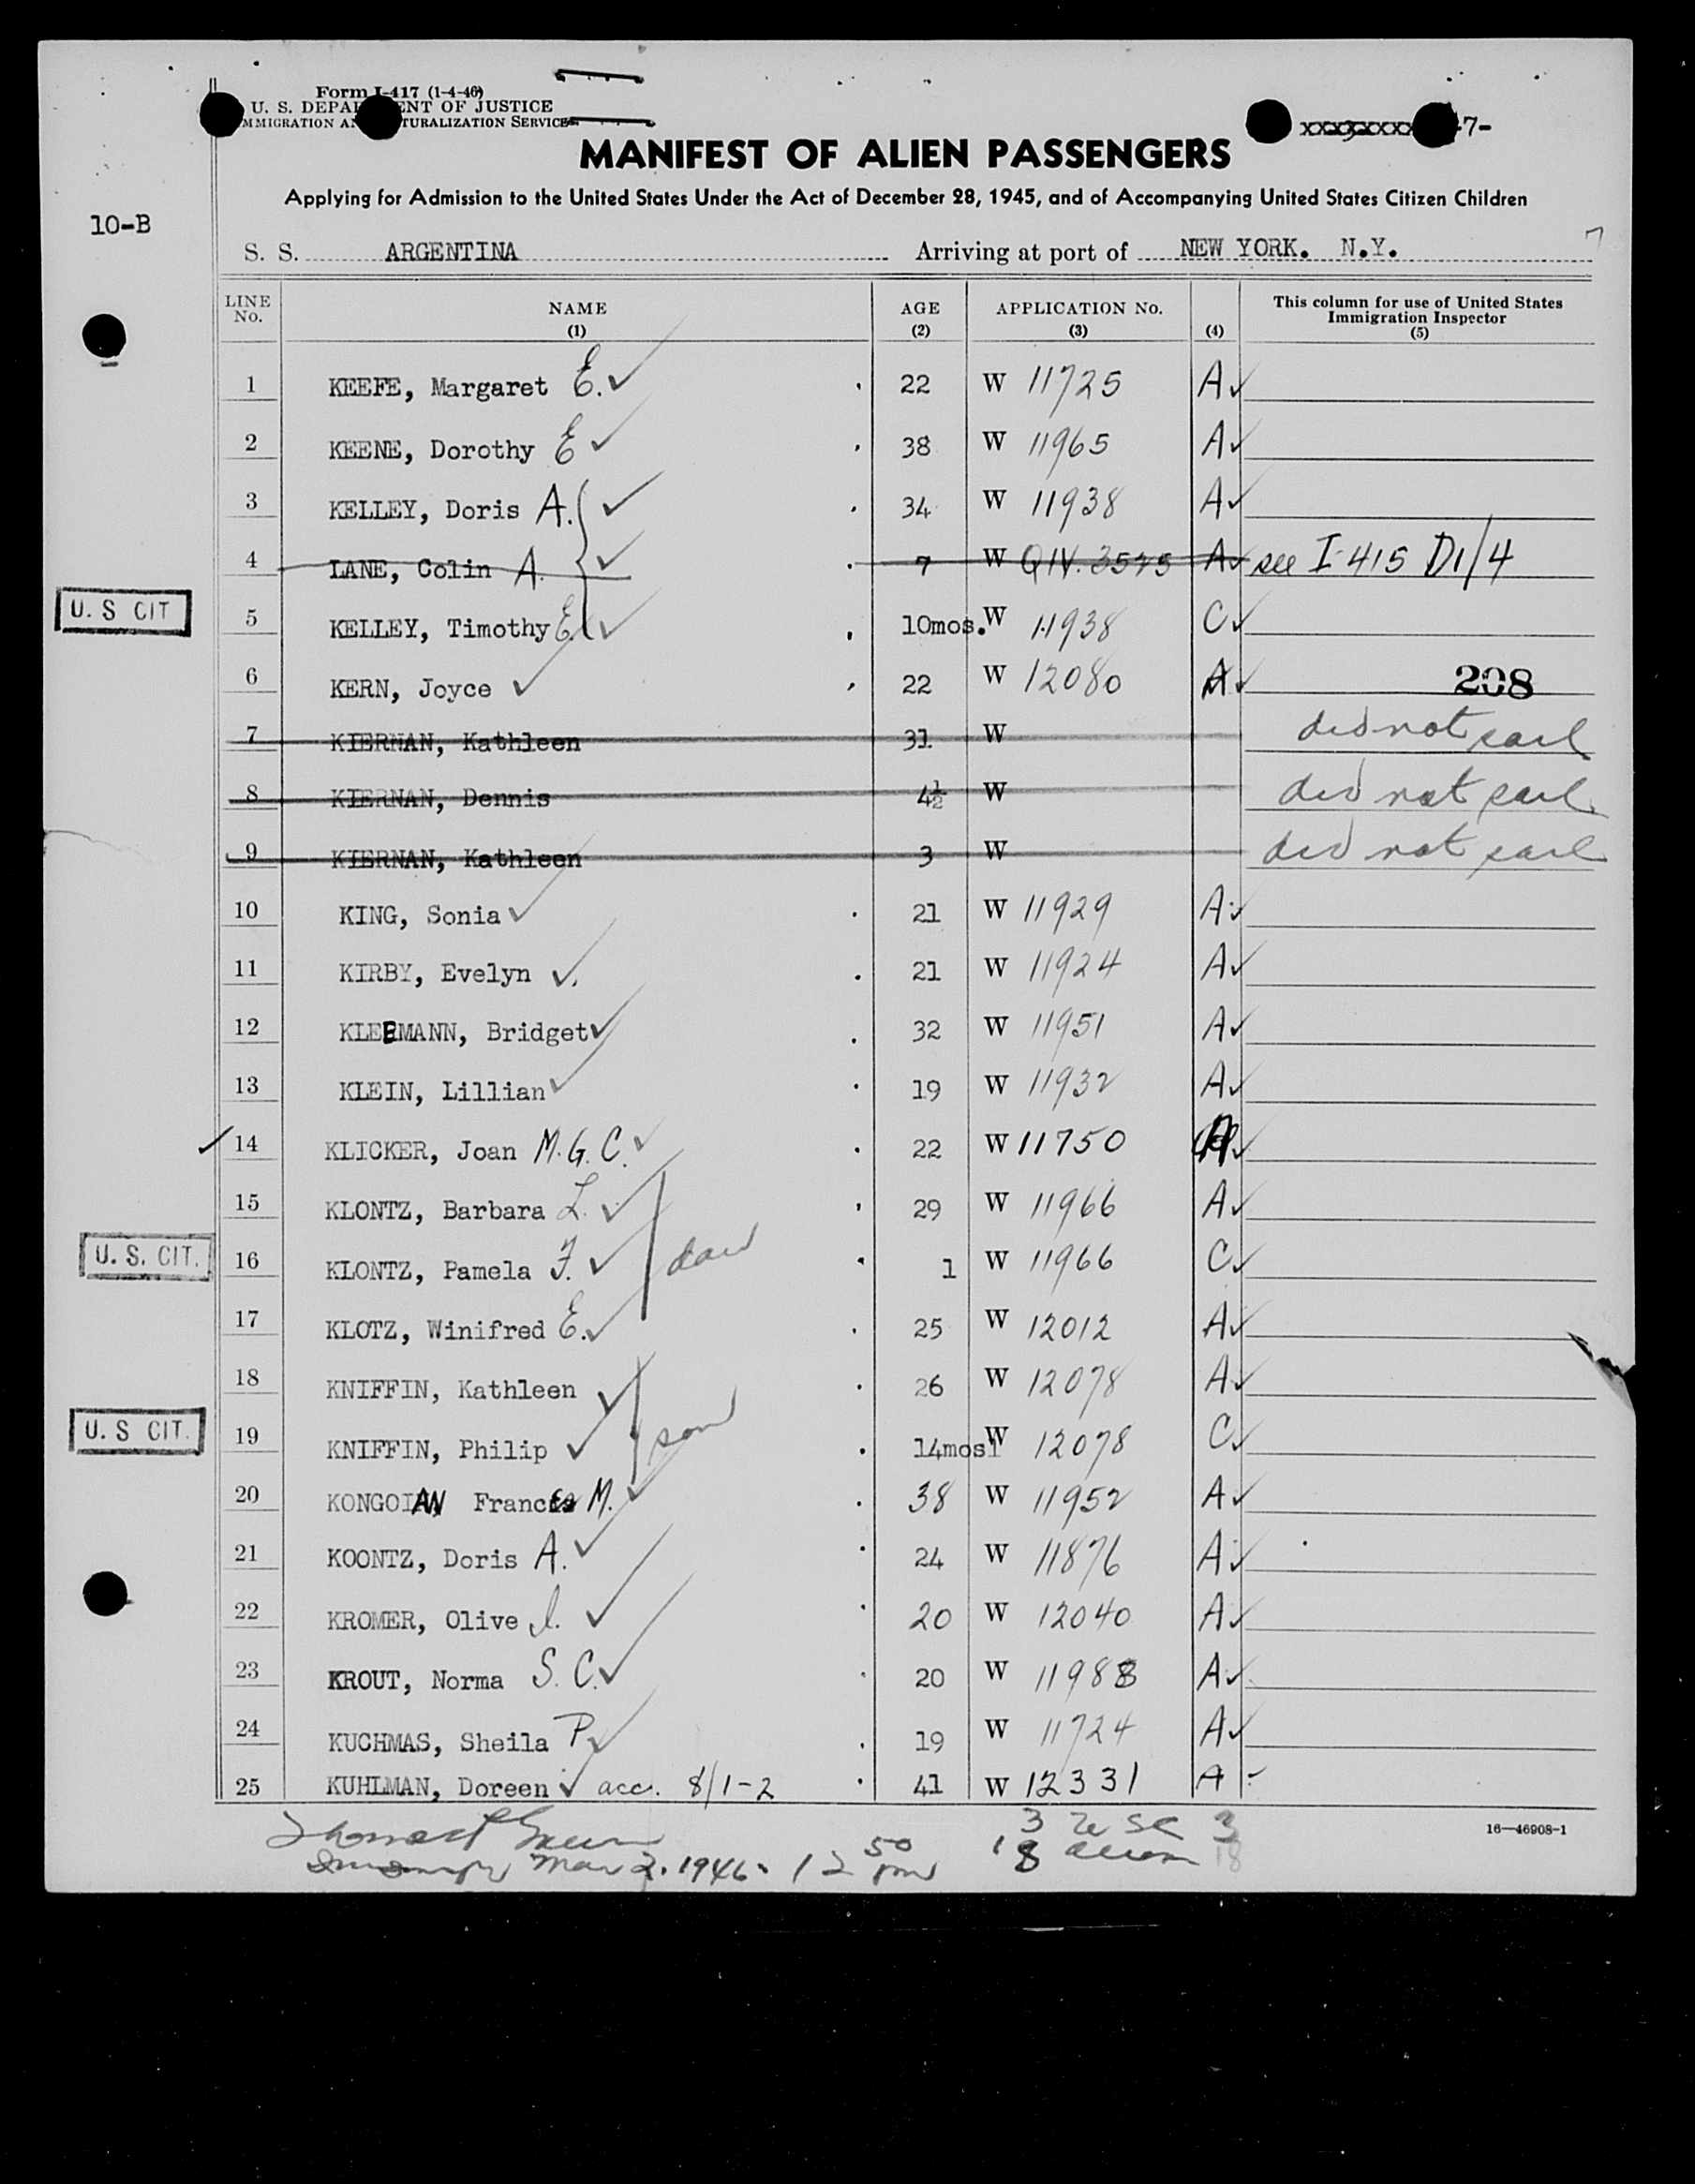 Form I-417 (1-4-46)
U. S. DEPARTMENT OF JUSTICE
IMMIGRATION AND NATURALIZATION SERVICE
-7-
MANIFEST OF ALIEN PASSENGERS
Applying for Admission to the United States Under the Act of December 28, 1945, and of Accompanying United States Citizen Children
10-B
7
S. S. ARGENTINA Arriving at port of NEW YORK. N.Y.
LINE No. NAME (1) AGE (2) APPLICATION No. (3) (4) This column for use of United States Immigration Inspector (5)
1 KEEFE, Margaret E. 22 W 11725 A
2 KEENE, Dorothy E 38 W 11965 A
3 KELLEY, Doris A. 34 W 11938 A
4 LANE, Colin A. 7 W QIV. 3525 A see I-415 D1/4
U. S CIT 5 KELLEY, Timothy E. 10mos. W 11938 C
6 KERN, Joyce 22 W 12080 A 208
7 KIERNAN, Kathleen 31 W did not sail
8 KIERNAN, Dennis 4½ W did not sail
9 KIERNAN, Kathleen 3 W did not sail
10 KING, Sonia 21 W 11929 A
11 KIRBY, Evelyn 21 W 11924 A
12 KLEEMANN, Bridget 32 W 11951 A
13 KLEIN, Lillian 19 W 11932 A
14 KLICKER, Joan M. G. C. 22 W 11750 A
15 KLONTZ, Barbara L. 29 W 11966 A
U. S. CIT. 16 KLONTZ, Pamela F. dau 1 W 11966 C
17 KLOTZ, Winifred E. 25 W 12012 A
18 KNIFFIN, Kathleen 26 W 12078 A
U. S CIT. 19 KNIFFIN, Philip son 14mos W 12078 C
20 KONGOIAN Frances M. 38 W 11952 A
21 KOONTZ, Doris A. 24 W 11876 A
22 KROMER, Olive I. 20 W 12040 A
23 KROUT, Norma S. C. 20 W 11988 A
24 KUCHMAS, Sheila P. 19 W 11724 A
25 KUHLMAN, Doreen acc. 8/1-2 41 W 12331 A
3 USC 3
Mar 2. 1946. 12 50 pm 18 aliens 18
16—46908-1